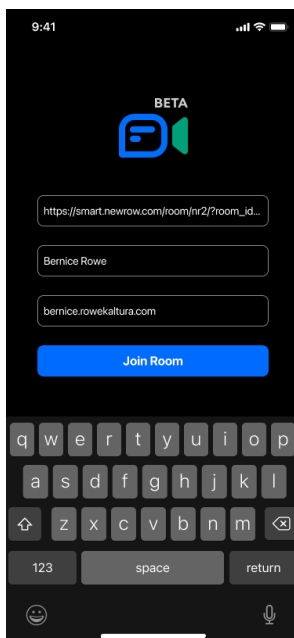 9:41
BETA
https://smart.newrow.com/room/nr2/?room_id...
Bernice Rowe
bernice.rowekaltura.com
Join Room
q w e r t y u i o p
a s d f g h j k l
z x c v b n m
123 space return